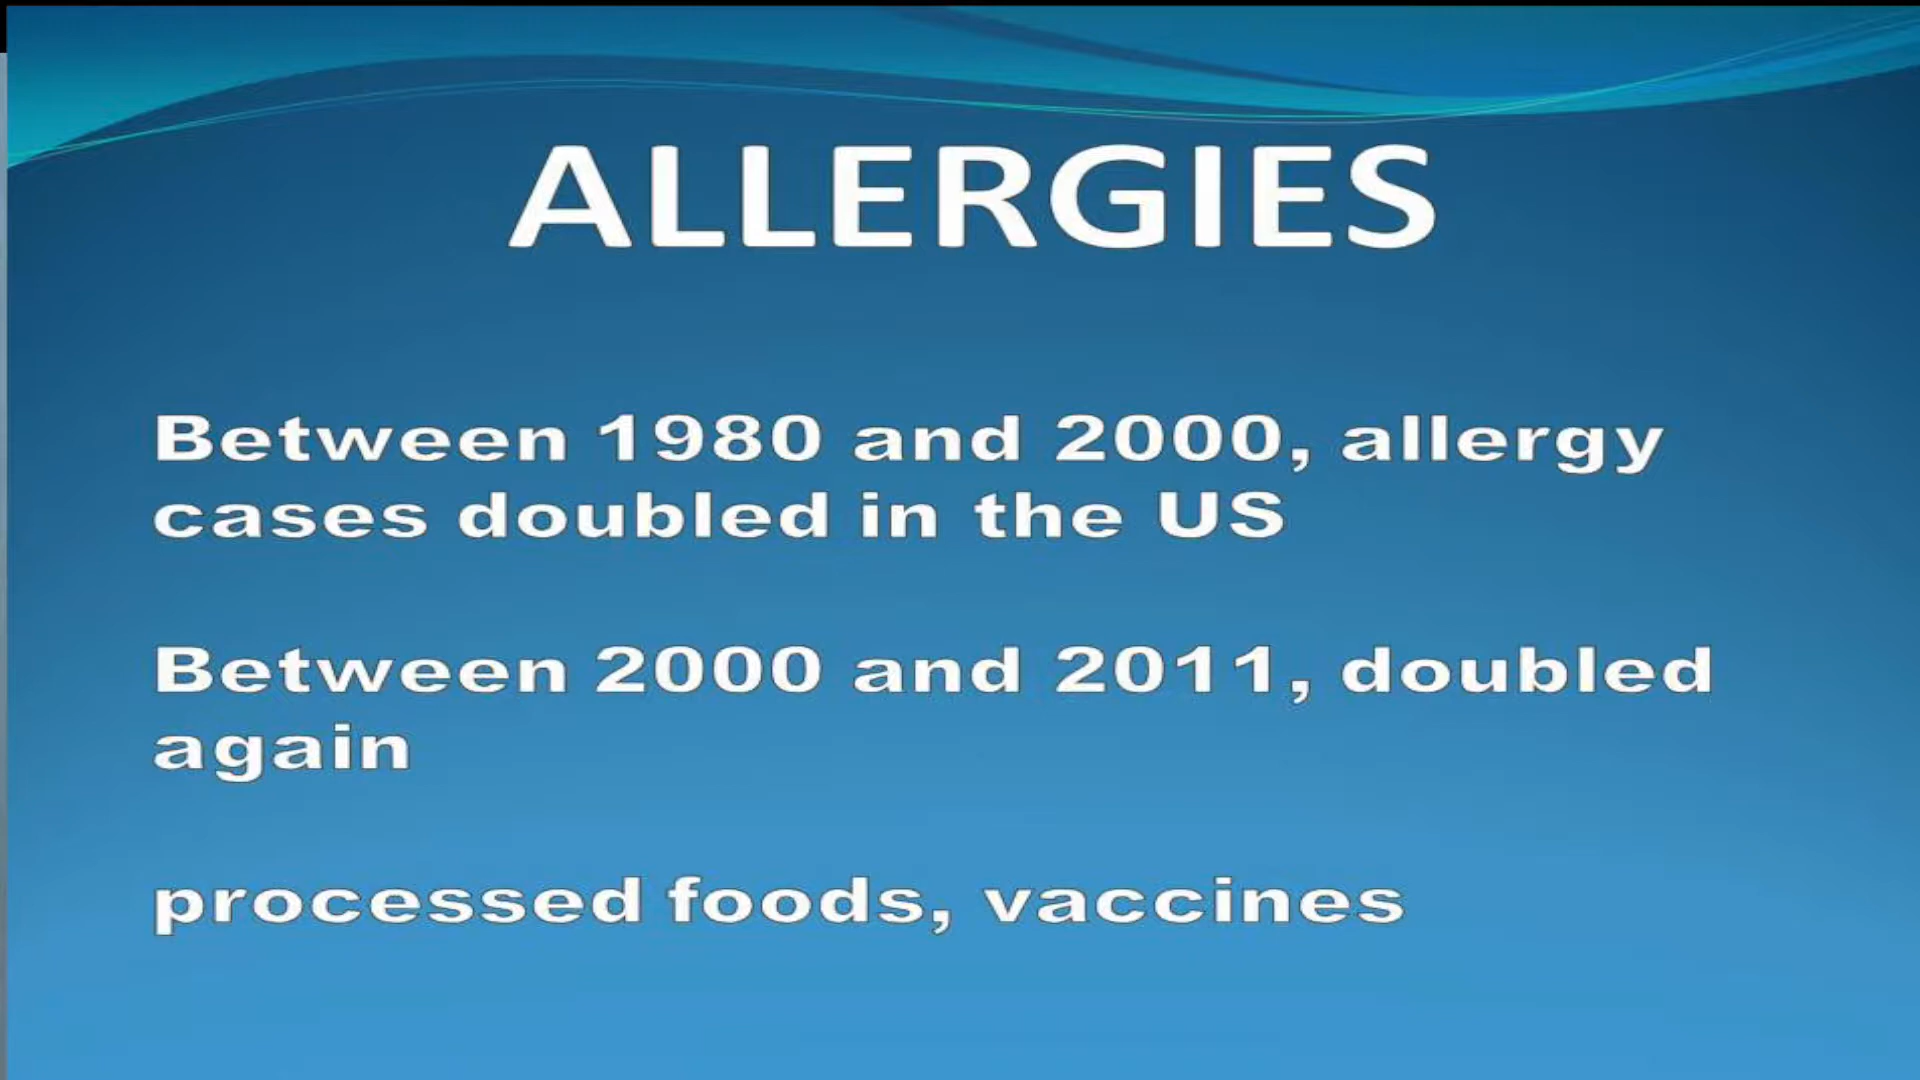 ALLERGIES
Between 1980 and 2000, allergy
cases doubled in the US
Between 2000 and 2011, doubled
again
processed foods, vaccines